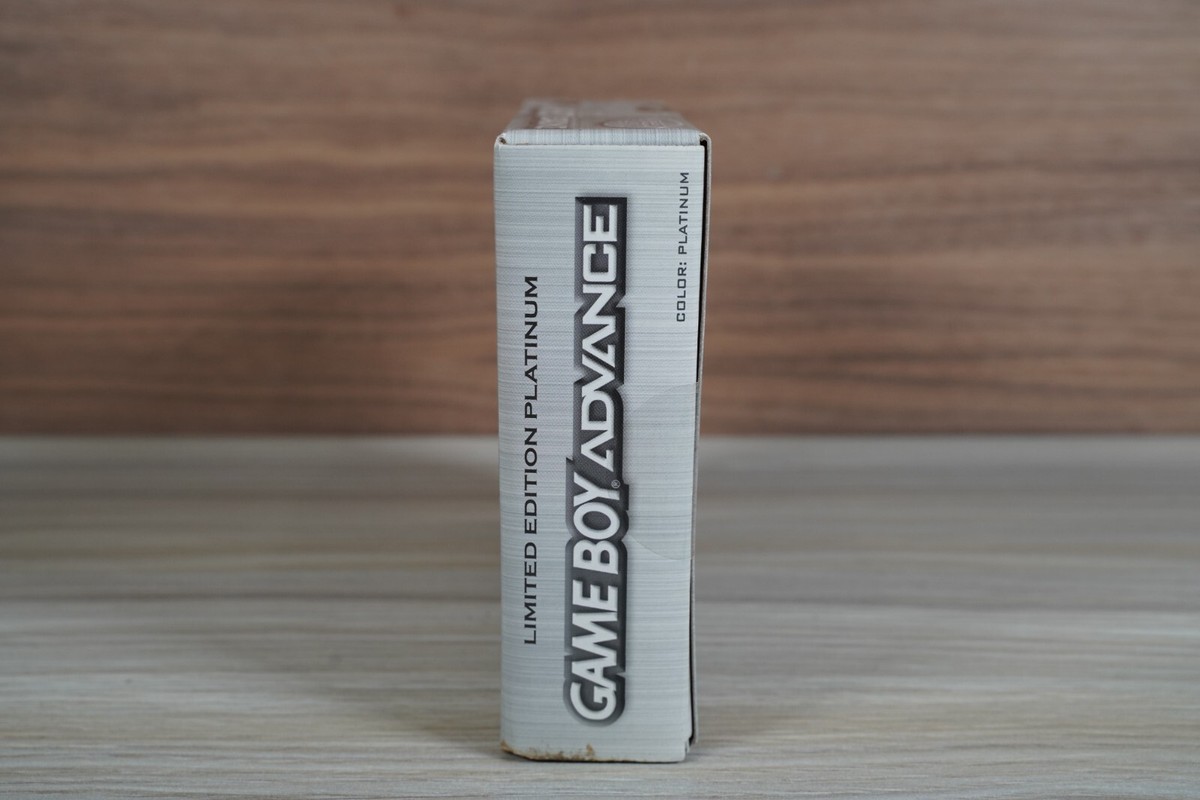 LIMITED EDITION PLATINUM
GAME BOY® ADVANCE
COLOR: PLATINUM